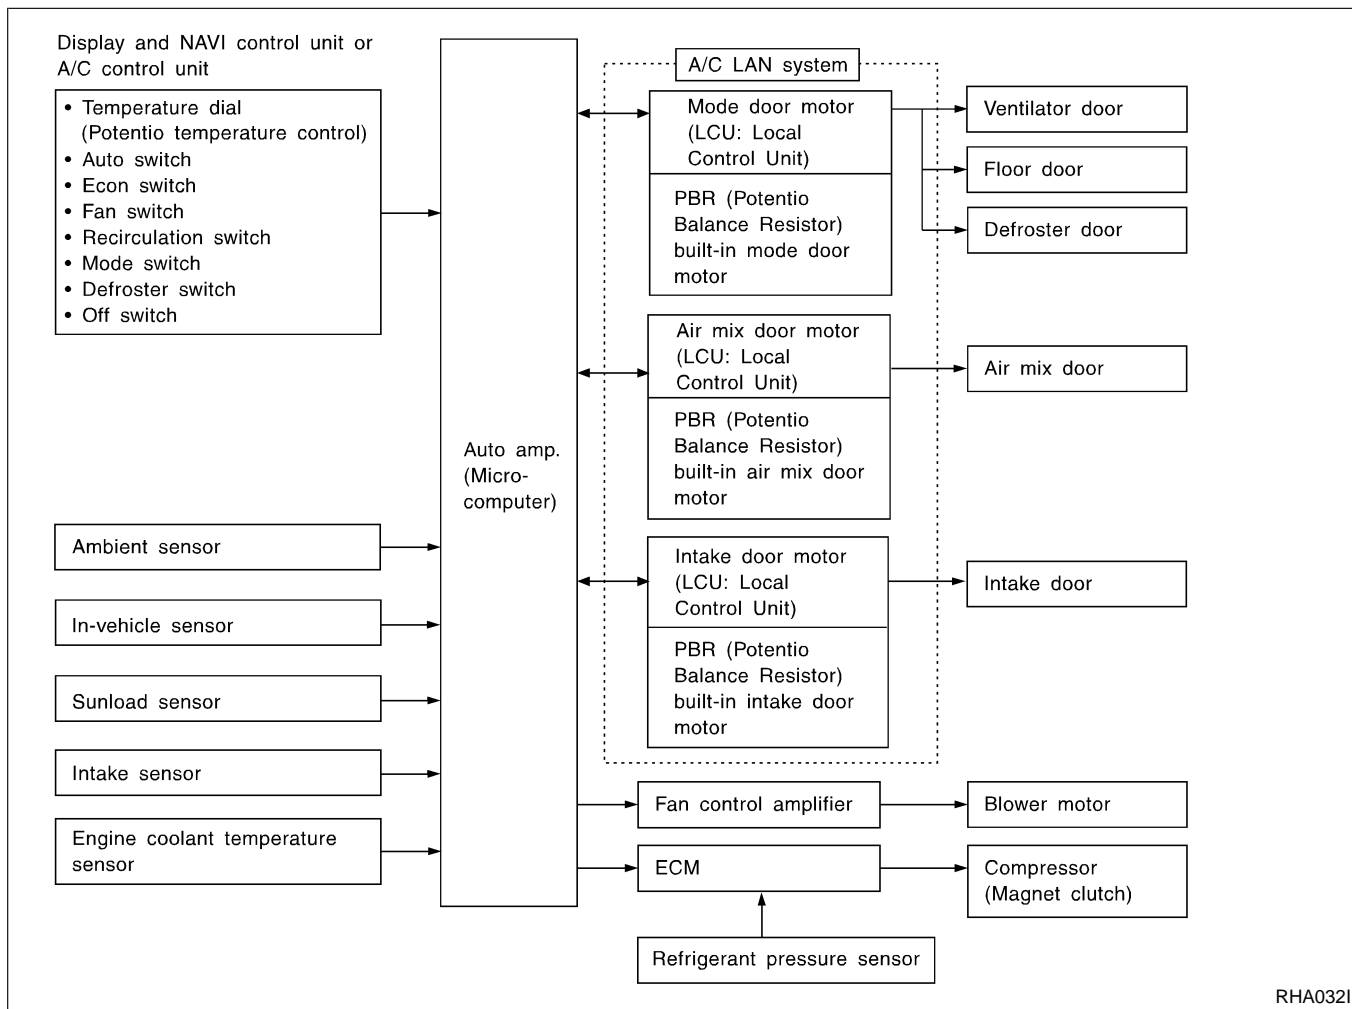 Display and NAVI control unit or
A/C control unit
• Temperature dial
(Potentio temperature control)
• Auto switch
• Econ switch
• Fan switch
• Recirculation switch
• Mode switch
• Defroster switch
• Off switch
Ambient sensor
In-vehicle sensor
Sunload sensor
Intake sensor
Engine coolant temperature
sensor
Auto amp.
(Micro-
computer)
A/C LAN system
Mode door motor
(LCU: Local
Control Unit)
PBR (Potentio
Balance Resistor)
built-in mode door
motor
Air mix door motor
(LCU: Local
Control Unit)
PBR (Potentio
Balance Resistor)
built-in air mix door
motor
Intake door motor
(LCU: Local
Control Unit)
PBR (Potentio
Balance Resistor)
built-in intake door
motor
Fan control amplifier
ECM
Refrigerant pressure sensor
Ventilator door
Floor door
Defroster door
Air mix door
Intake door
Blower motor
Compressor
(Magnet clutch)
RHA032I